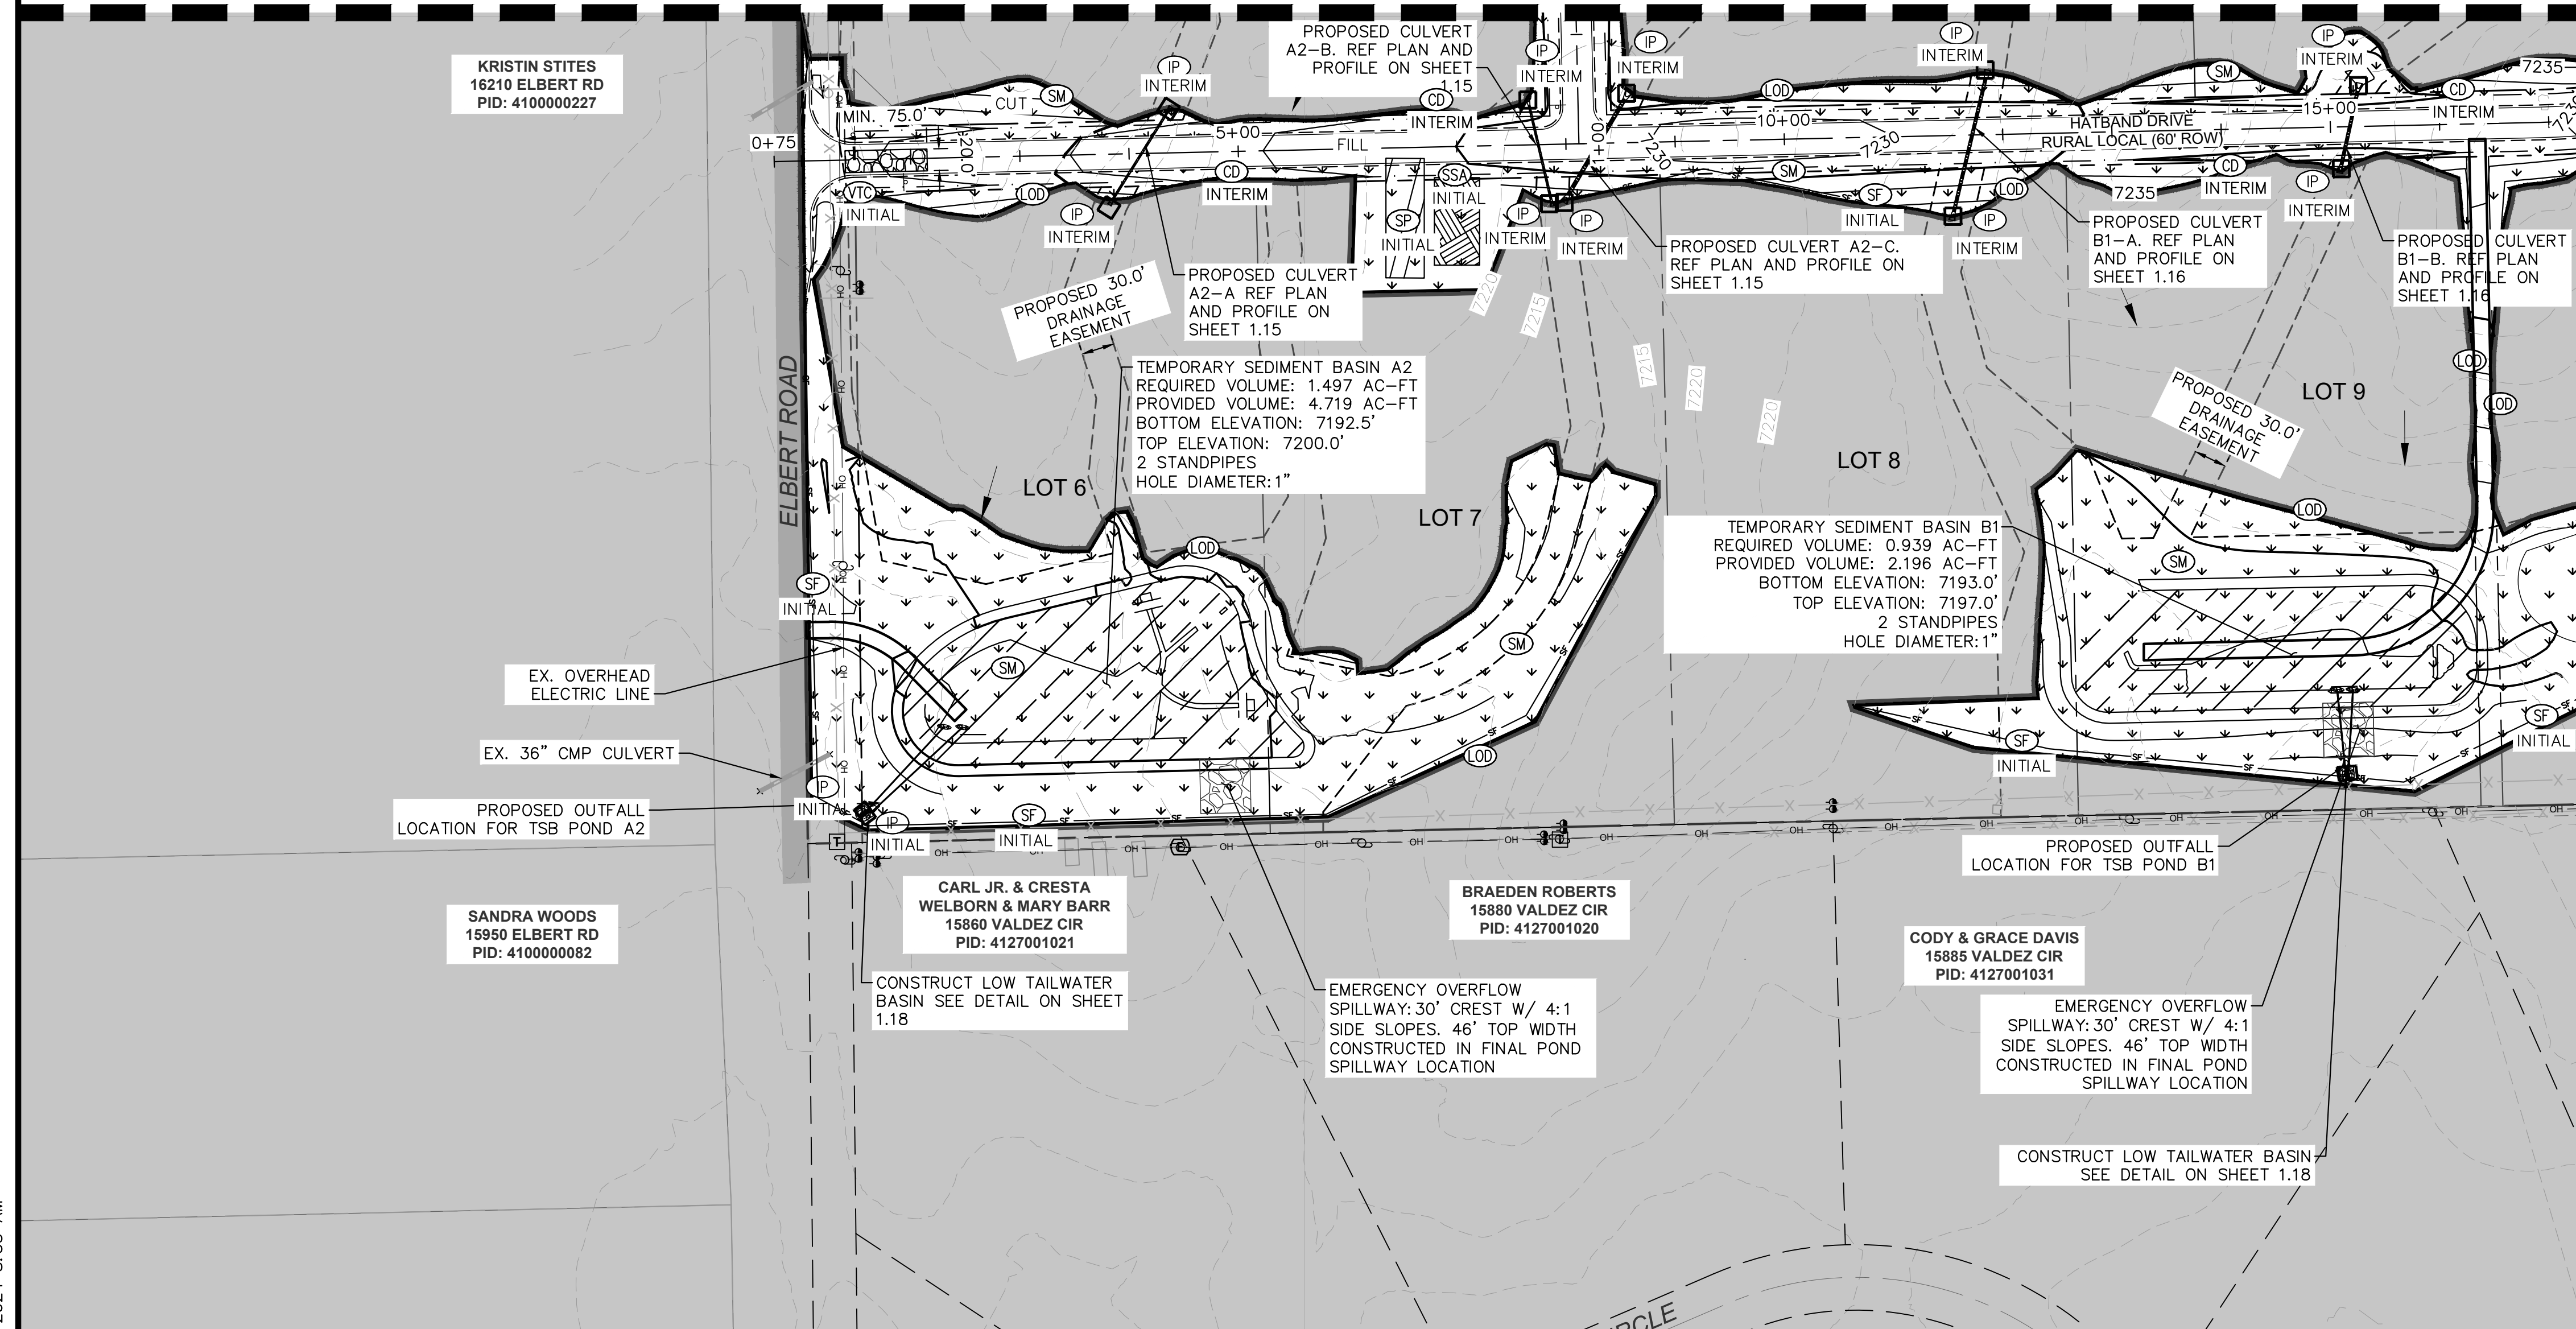 KRISTIN STITES
16210 ELBERT RD
PID: 4100000227
PROPOSED CULVERT
A2-B. REF PLAN AND
PROFILE ON SHEET
1.15
IP
INTERIM
IP
INTERIM
IP
INTERIM
IP
INTERIM
IP
INTERIM
CUT
SM
CD
INTERIM
LOD
SM
CD
INTERIM
7235
MIN. 75.0'
20.0'
0+75
5+00
FILL
1+00
7230
10+00
7230
HATBAND DRIVE
RURAL LOCAL (60' ROW)
15+00
VTC
INITIAL
LOD
CD
INTERIM
SSA
INITIAL
SP
INITIAL
SM
SF
INITIAL
LOD
7235
CD
INTERIM
IP
INTERIM
IP
INTERIM
IP
INTERIM
IP
INTERIM
IP
INTERIM
PROPOSED CULVERT
A2-A REF PLAN
AND PROFILE ON
SHEET 1.15
PROPOSED CULVERT A2-C.
REF PLAN AND PROFILE ON
SHEET 1.15
PROPOSED CULVERT
B1-A. REF PLAN
AND PROFILE ON
SHEET 1.16
PROPOSED CULVERT
B1-B. REF PLAN
AND PROFILE ON
SHEET 1.16
PROPOSED 30.0'
DRAINAGE
EASEMENT
7220
7215
7215
7220
7220
ELBERT ROAD
TEMPORARY SEDIMENT BASIN A2
REQUIRED VOLUME: 1.497 AC-FT
PROVIDED VOLUME: 4.719 AC-FT
BOTTOM ELEVATION: 7192.5'
TOP ELEVATION: 7200.0'
2 STANDPIPES
HOLE DIAMETER: 1"
LOT 6
LOT 7
LOT 8
LOT 9
PROPOSED 30.0'
DRAINAGE
EASEMENT
LOD
LOD
LOD
LOD
TEMPORARY SEDIMENT BASIN B1
REQUIRED VOLUME: 0.939 AC-FT
PROVIDED VOLUME: 2.196 AC-FT
BOTTOM ELEVATION: 7193.0'
TOP ELEVATION: 7197.0'
2 STANDPIPES
HOLE DIAMETER: 1"
SM
SF
INITIAL
SM
SM
EX. OVERHEAD
ELECTRIC LINE
EX. 36" CMP CULVERT
PROPOSED OUTFALL
LOCATION FOR TSB POND A2
IP
INITIAL
IP
INITIAL
SF
INITIAL
LOD
SF
INITIAL
SF
INITIAL
PROPOSED OUTFALL
LOCATION FOR TSB POND B1
SANDRA WOODS
15950 ELBERT RD
PID: 4100000082
CARL JR. & CRESTA
WELBORN & MARY BARR
15860 VALDEZ CIR
PID: 4127001021
BRAEDEN ROBERTS
15880 VALDEZ CIR
PID: 4127001020
CODY & GRACE DAVIS
15885 VALDEZ CIR
PID: 4127001031
CONSTRUCT LOW TAILWATER
BASIN SEE DETAIL ON SHEET
1.18
EMERGENCY OVERFLOW
SPILLWAY: 30' CREST W/ 4:1
SIDE SLOPES. 46' TOP WIDTH
CONSTRUCTED IN FINAL POND
SPILLWAY LOCATION
EMERGENCY OVERFLOW
SPILLWAY: 30' CREST W/ 4:1
SIDE SLOPES. 46' TOP WIDTH
CONSTRUCTED IN FINAL POND
SPILLWAY LOCATION
CONSTRUCT LOW TAILWATER BASIN
SEE DETAIL ON SHEET 1.18